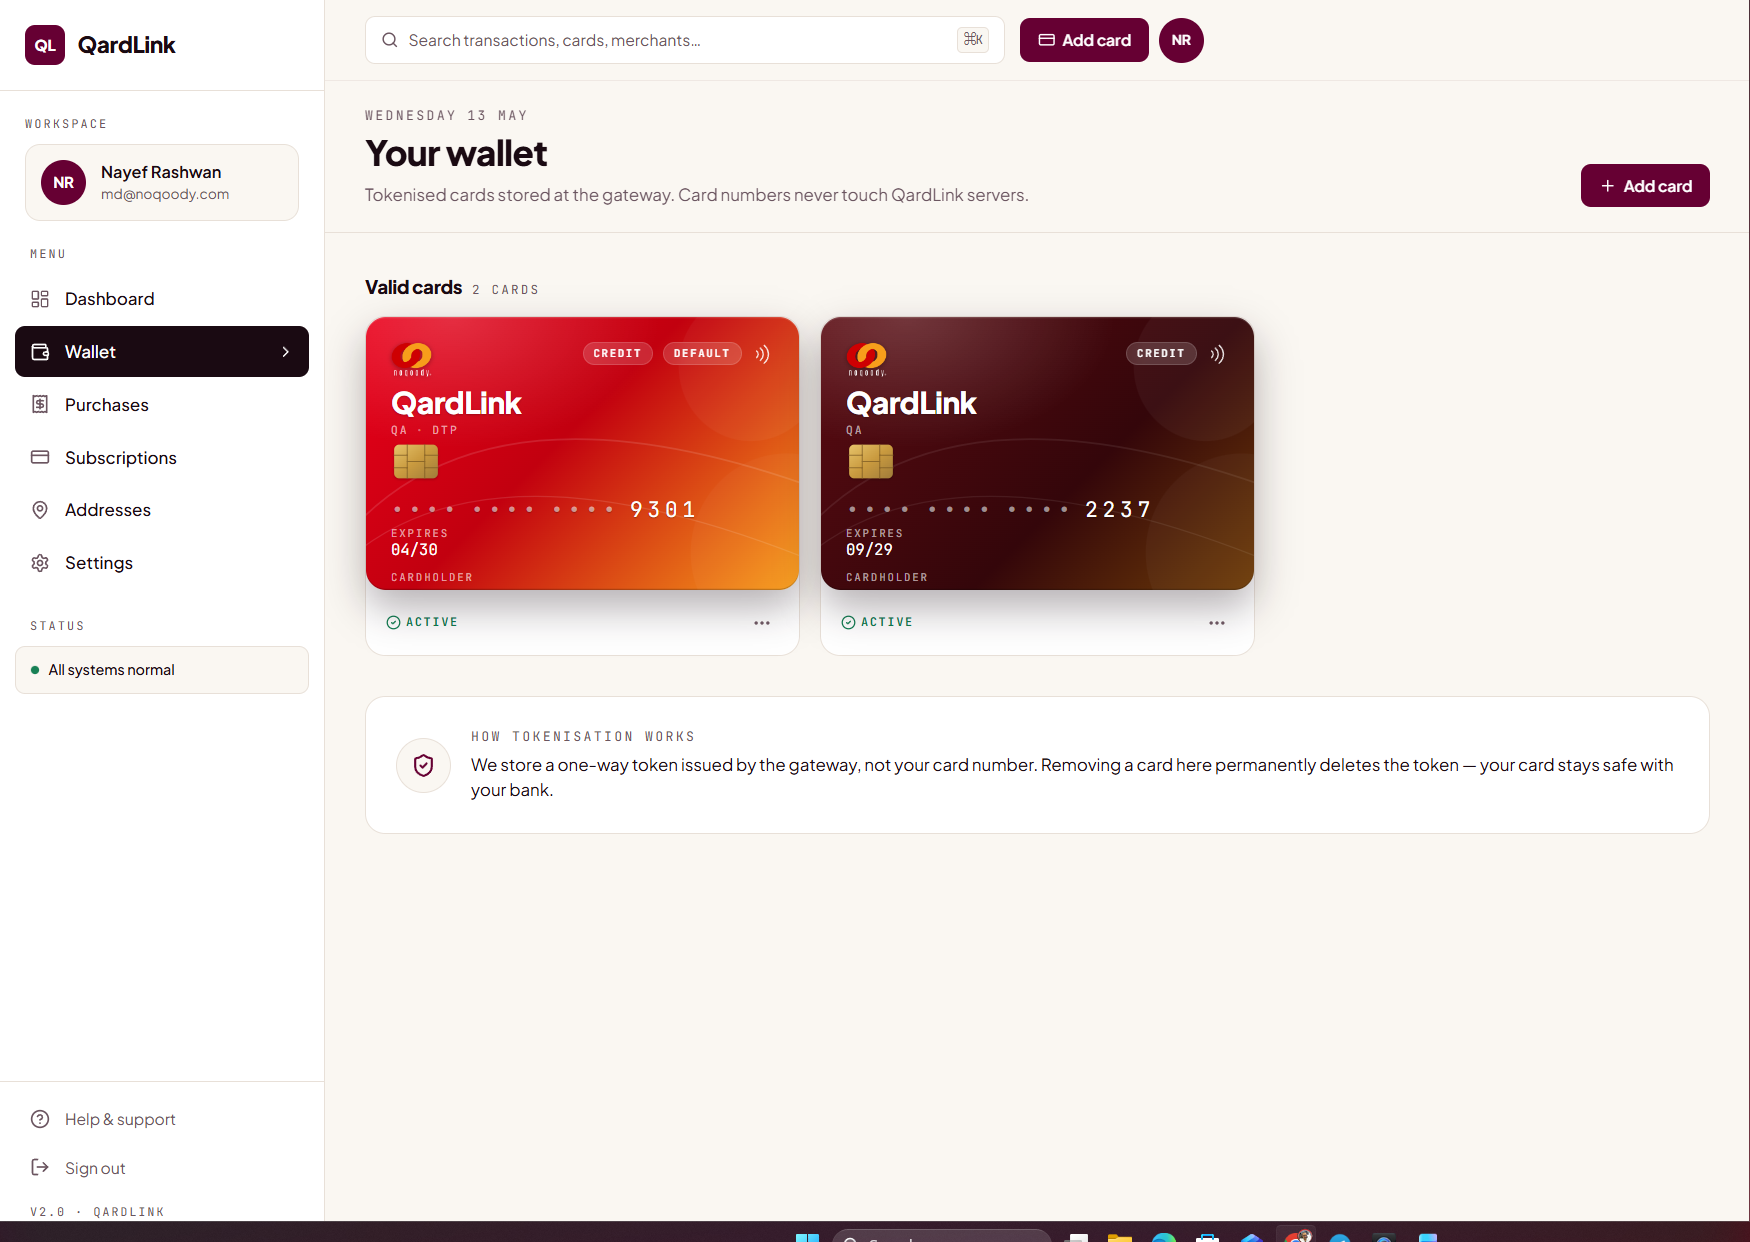 QL QardLink
WORKSPACE
NR
Nayef Rashwan
md@noqoody.com
MENU
Dashboard
Wallet
Purchases
Subscriptions
Addresses
Settings
STATUS
All systems normal
Help & support
Sign out
V2.0 · QARDLINK
Search transactions, cards, merchants... ⌘K
Add card
NR
WEDNESDAY 13 MAY
Your wallet
Tokenised cards stored at the gateway. Card numbers never touch QardLink servers.
+ Add card
Valid cards 2 CARDS
noqoody.
CREDIT DEFAULT
QardLink
QA · DTP
•••• •••• •••• 9301
EXPIRES
04/30
CARDHOLDER
ACTIVE
noqoody.
CREDIT
QardLink
QA
•••• •••• •••• 2237
EXPIRES
09/29
CARDHOLDER
ACTIVE
HOW TOKENISATION WORKS
We store a one-way token issued by the gateway, not your card number. Removing a card here permanently deletes the token — your card stays safe with
your bank.